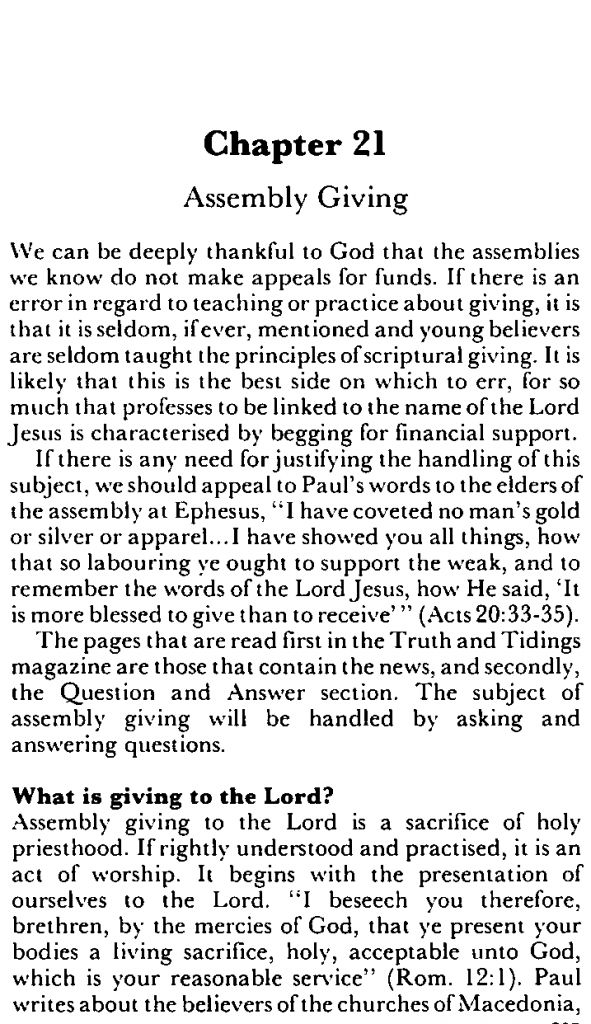 Chapter 21
Assembly Giving
We can be deeply thankful to God that the assemblies
we know do not make appeals for funds. If there is an
error in regard to teaching or practice about giving, it is
that it is seldom, if ever, mentioned and young believers
are seldom taught the principles of scriptural giving. It is
likely that this is the best side on which to err, for so
much that professes to be linked to the name of the Lord
Jesus is characterised by begging for financial support.
If there is any need for justifying the handling of this
subject, we should appeal to Paul's words to the elders of
the assembly at Ephesus, "I have coveted no man's gold
or silver or apparel...I have showed you all things, how
that so labouring ye ought to support the weak, and to
remember the words of the Lord Jesus, how He said, 'It
is more blessed to give than to receive' " (Acts 20:33-35).
The pages that are read first in the Truth and Tidings
magazine are those that contain the news, and secondly,
the Question and Answer section. The subject of
assembly giving will be handled by asking and
answering questions.
What is giving to the Lord?
Assembly giving to the Lord is a sacrifice of holy
priesthood. If rightly understood and practised, it is an
act of worship. It begins with the presentation of
ourselves to the Lord. "I beseech you therefore,
brethren, by the mercies of God, that ye present your
bodies a living sacrifice, holy, acceptable unto God,
which is your reasonable service" (Rom. 12:1). Paul
writes about the believers of the churches of Macedonia,